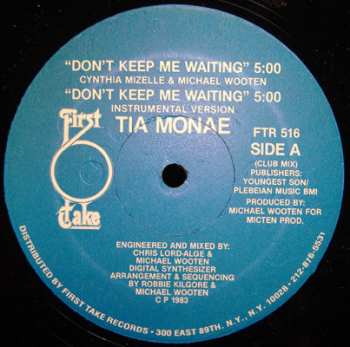 "DON'T KEEP ME WAITING" 5:00
CYNTHIA MIZELLE & MICHAEL WOOTEN
"DON'T KEEP ME WAITING" 5:00
INSTRUMENTAL VERSION
First
Take
TIA MONAE
FTR 516
SIDE A
(CLUB MIX)
PUBLISHERS:
YOUNGEST SON/
PLEBEIAN MUSIC BMI
PRODUCED BY:
MICHAEL WOOTEN FOR
MICTEN PROD.
ENGINEERED AND MIXED BY:
CHRIS LORD-ALGE &
MICHAEL WOOTEN
DIGITAL SYNTHESIZER
ARRANGEMENT & SEQUENCING
BY ROBBIE KILGORE &
MICHAEL WOOTEN
C P 1983
DISTRIBUTED BY FIRST TAKE RECORDS - 300 EAST 89TH. N.Y., N.Y. 10028 - 212-876-5531